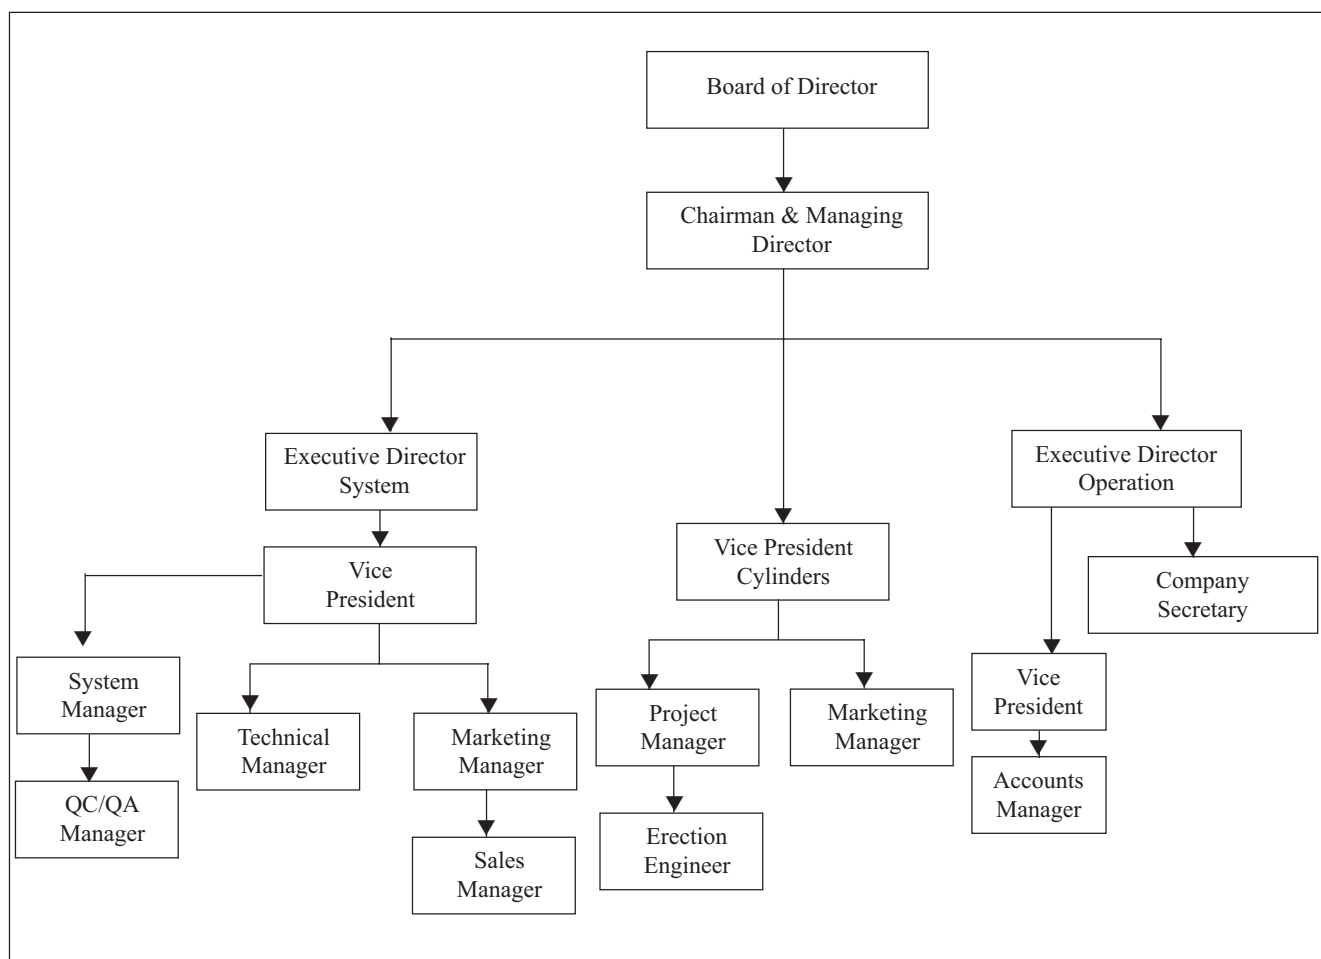 Board of Director
Chairman & Managing
Director
Executive Director
System
Executive Director
Operation
Vice President
Cylinders
Vice
President
Company
Secretary
System
Manager
Technical
Manager
Marketing
Manager
Project
Manager
Marketing
Manager
Vice
President
QC/QA
Manager
Sales
Manager
Erection
Engineer
Accounts
Manager